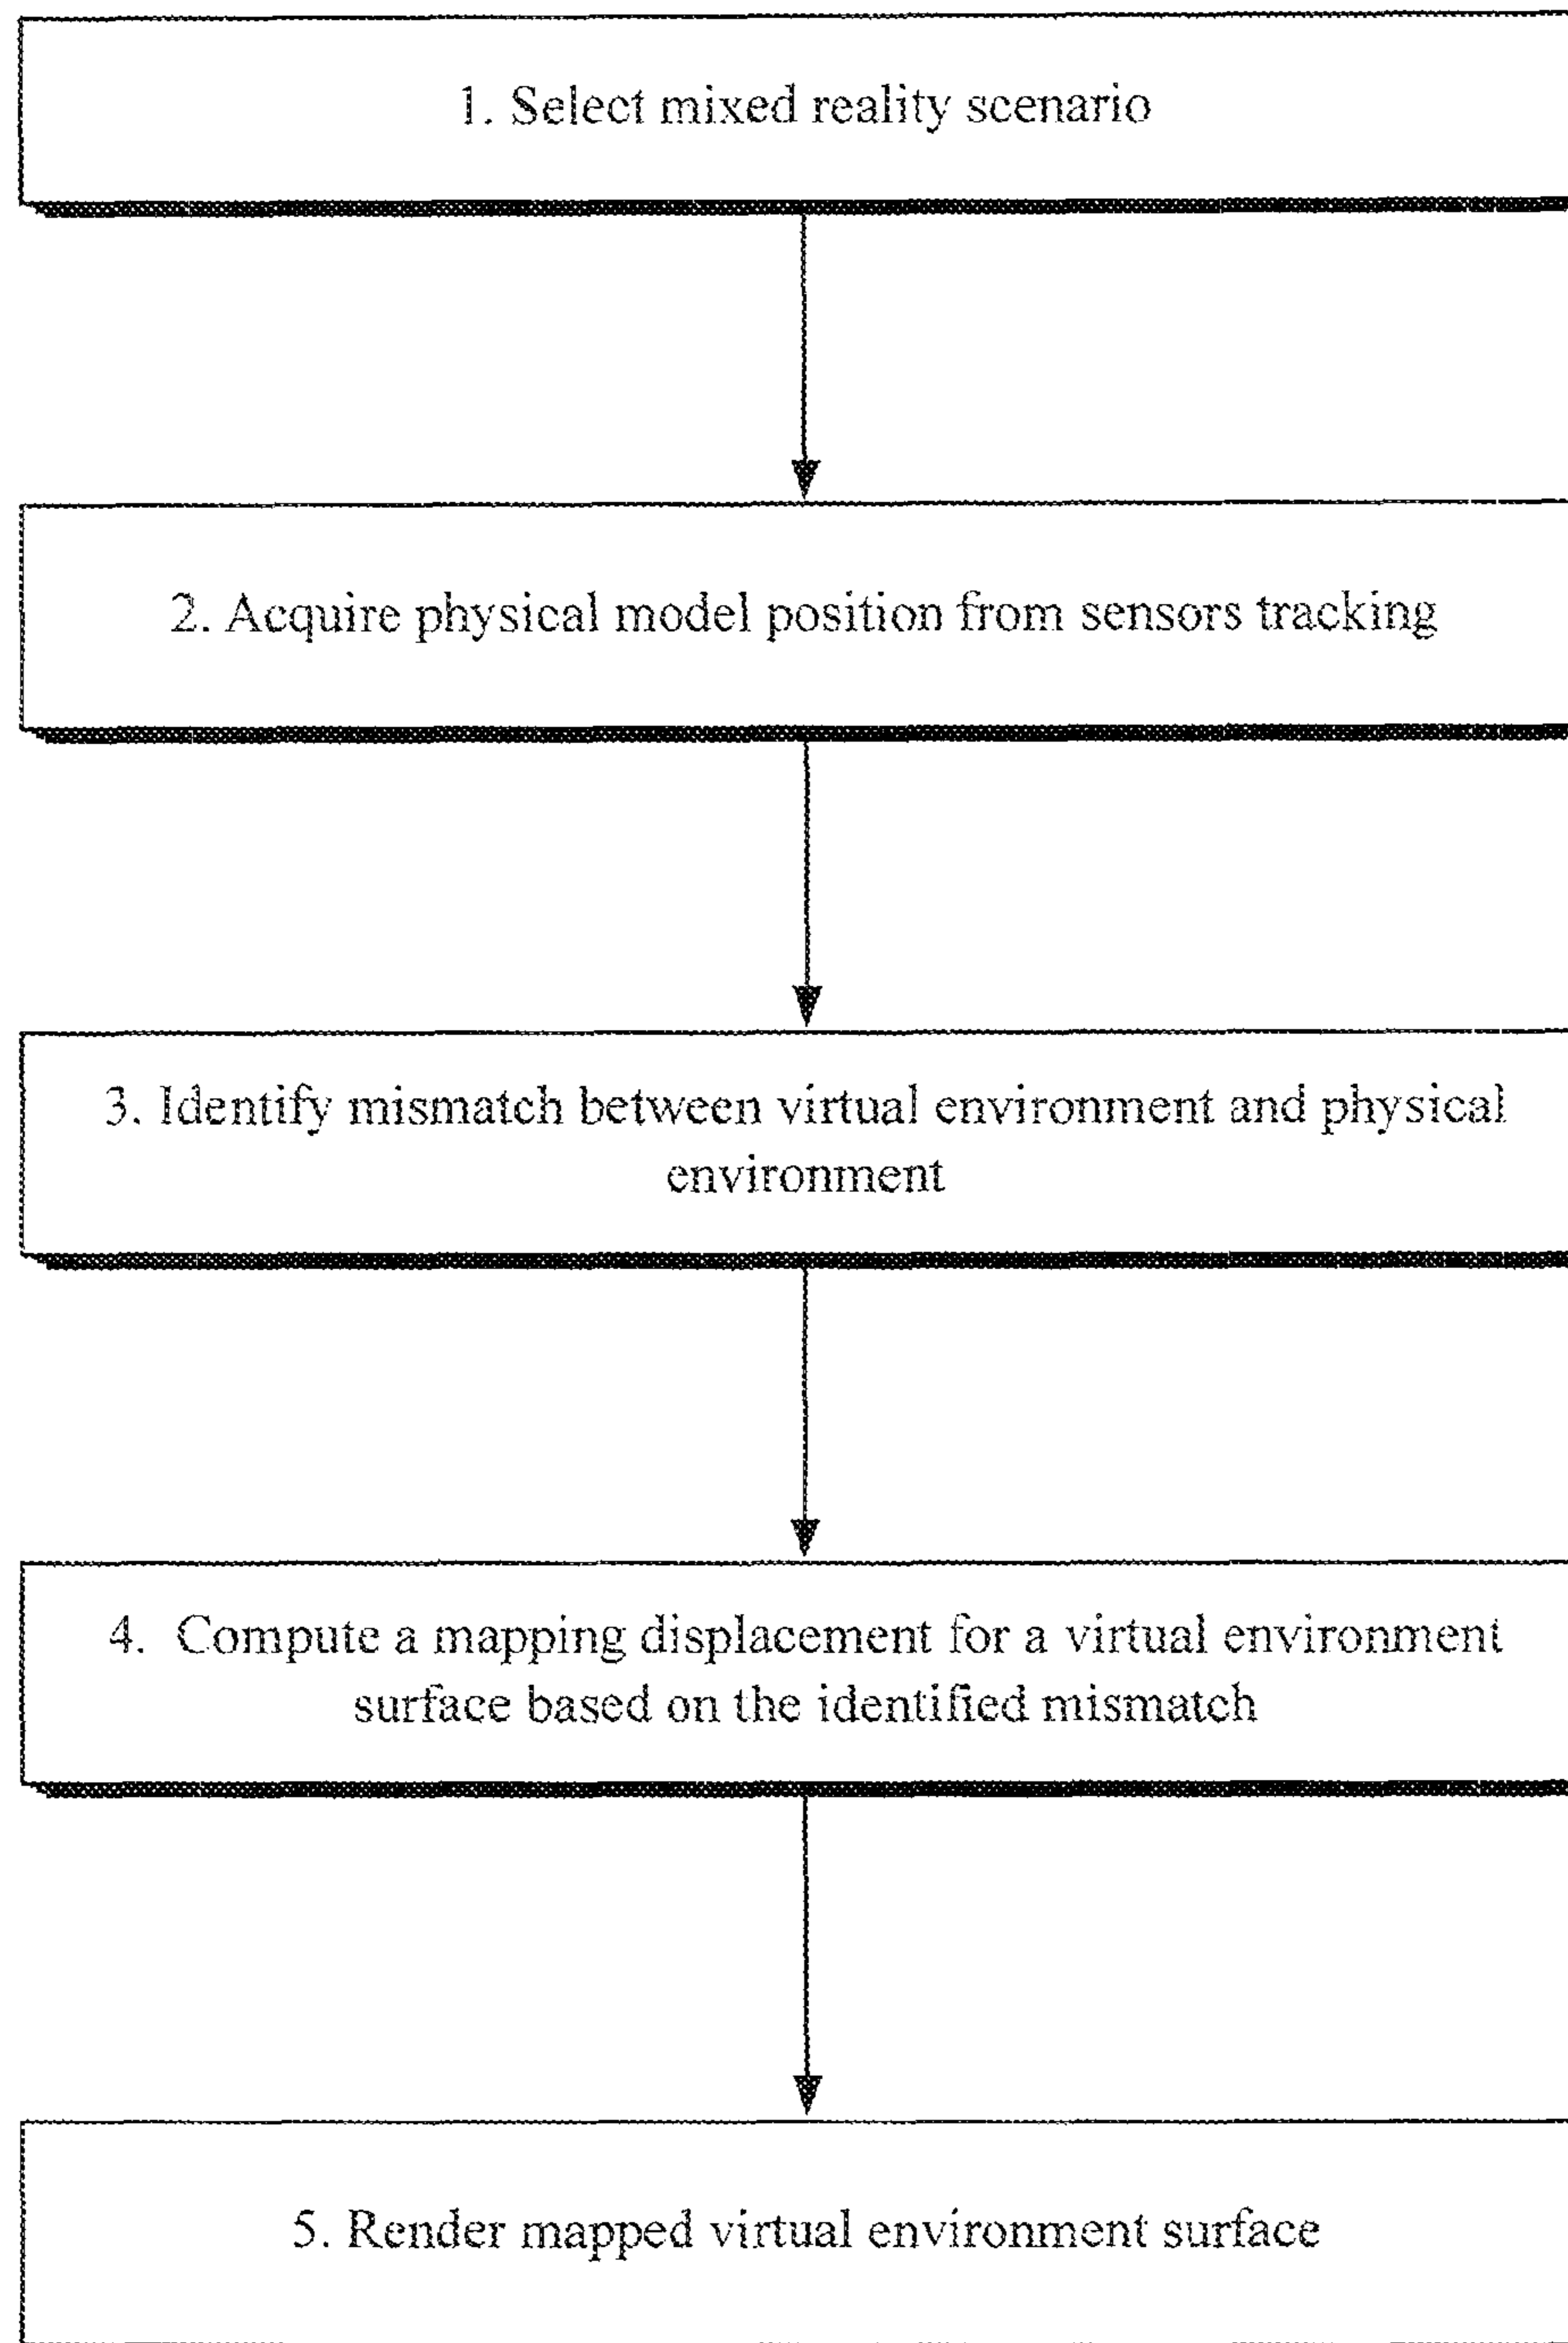 1. Select mixed reality scenario
2. Acquire physical model position from sensors tracking
3. Identify mismatch between virtual environment and physical
environment
4. Compute a mapping displacement for a virtual environment
surface based on the identified mismatch
5. Render mapped virtual environment surface